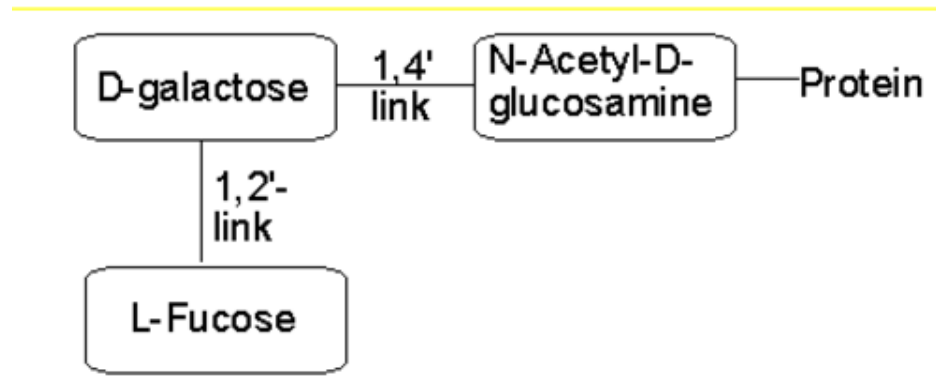 D-galactose
1,4'
link
N-Acetyl-D-
glucosamine
Protein
1,2'-
link
L-Fucose